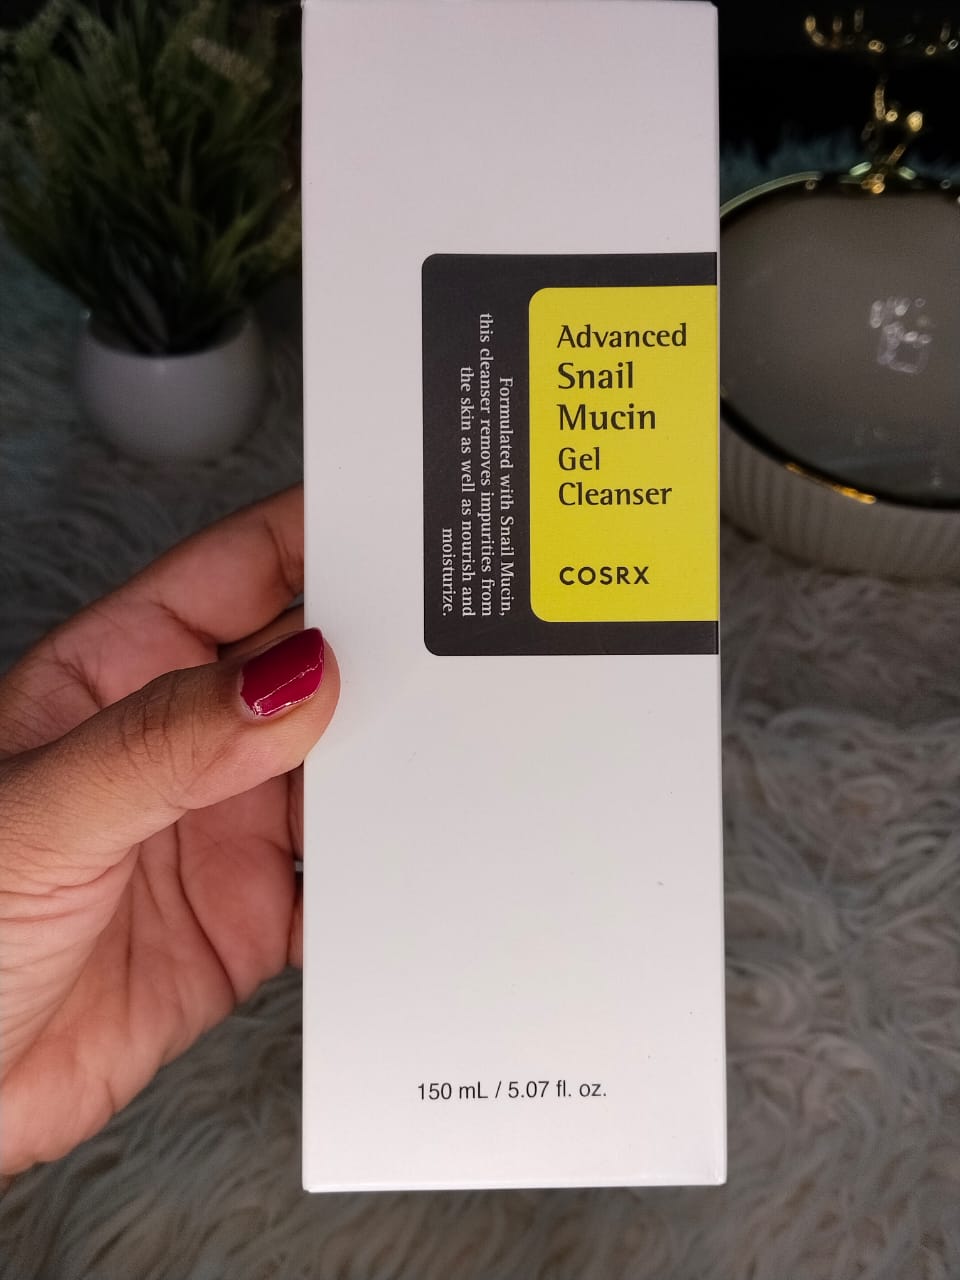 Advanced
Snail
Mucin
Gel
Cleanser
COSRX
Formulated with Snail Mucin,
this cleanser removes impurities from
the skin as well as nourish and
moisturize.
150 mL / 5.07 fl. oz.